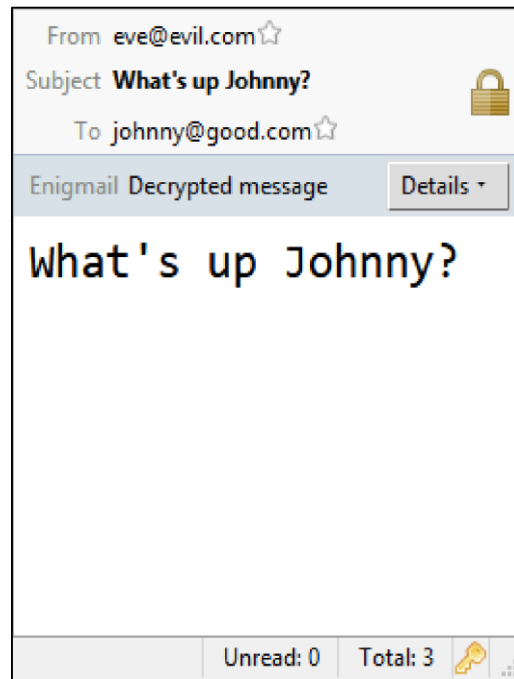 From eve@evil.com
Subject What's up Johnny?
To johnny@good.com
Enigmail Decrypted message Details
What's up Johnny?
Unread: 0 Total: 3